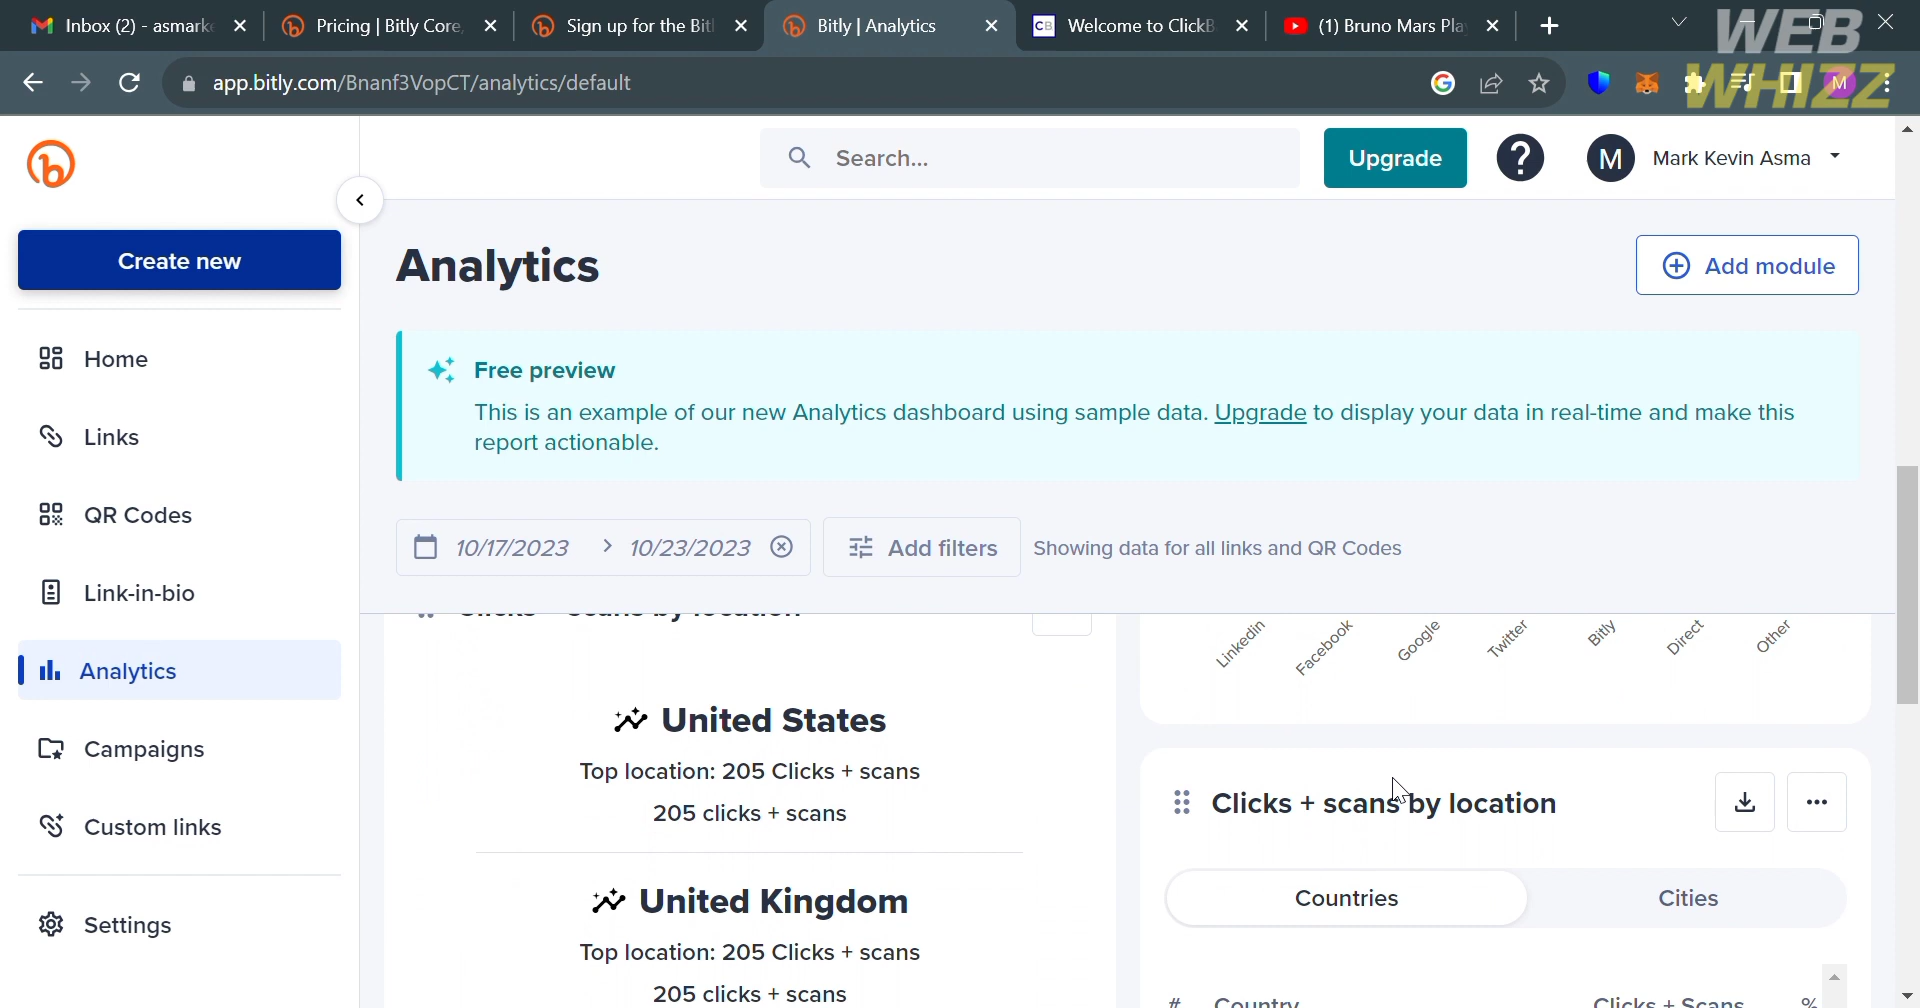 Inbox (2) - asmark
Pricing | Bitly Core,
Sign up for the Bitl
Bitly | Analytics
CB
Welcome to ClickB
(1) Bruno Mars Pla
WEB
WHIZZ
app.bitly.com/Bnanf3VopCT/analytics/default
M
b
Search...
Upgrade
?
M
Mark Kevin Asma
Create new
Analytics
Add module
Home
Free preview
This is an example of our new Analytics dashboard using sample data. Upgrade to display your data in real-time and make this
report actionable.
Links
QR Codes
10/17/2023 > 10/23/2023
Add filters
Showing data for all links and QR Codes
Link-in-bio
Clicks + scans by location
Linkedin
Facebook
Google
Twitter
Bitly
Direct
Other
Analytics
United States
Top location: 205 Clicks + scans
205 clicks + scans
Campaigns
Clicks + scans by location
Custom links
United Kingdom
Top location: 205 Clicks + scans
205 clicks + scans
Countries
Cities
Settings
# Country Clicks + Scans %